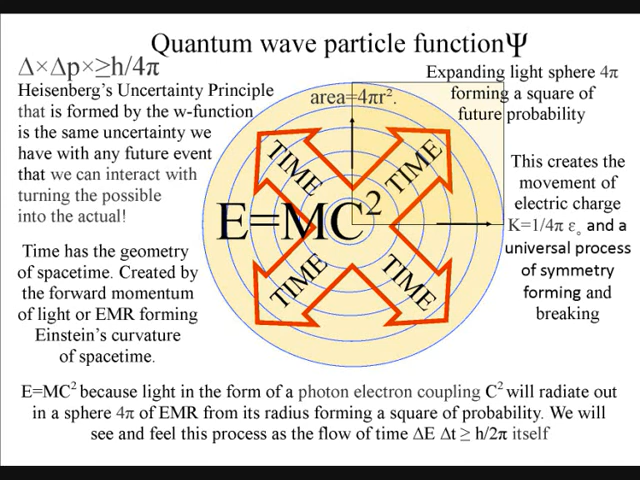 Quantum wave particle functionΨ
Δ×Δp×≥h/4π
Heisenberg's Uncertainty Principle
that is formed by the w-function
is the same uncertainty we
have with any future event
that we can interact with
turning the possible
into the actual!
Time has the geometry
of spacetime. Created by
the forward momentum
of light or EMR forming
Einstein's curvature
of spacetime.
area=4πr².
TIME
TIME
E=MC²
TIME
TIME
Expanding light sphere 4π
forming a square of
future probability
This creates the
movement of
electric charge
K=1/4π ε˳ and a
universal process
of symmetry
forming and
breaking
E=MC² because light in the form of a photon electron coupling C² will radiate out
in a sphere 4π of EMR from its radius forming a square of probability. We will
see and feel this process as the flow of time ΔE Δt ≥ h/2π itself